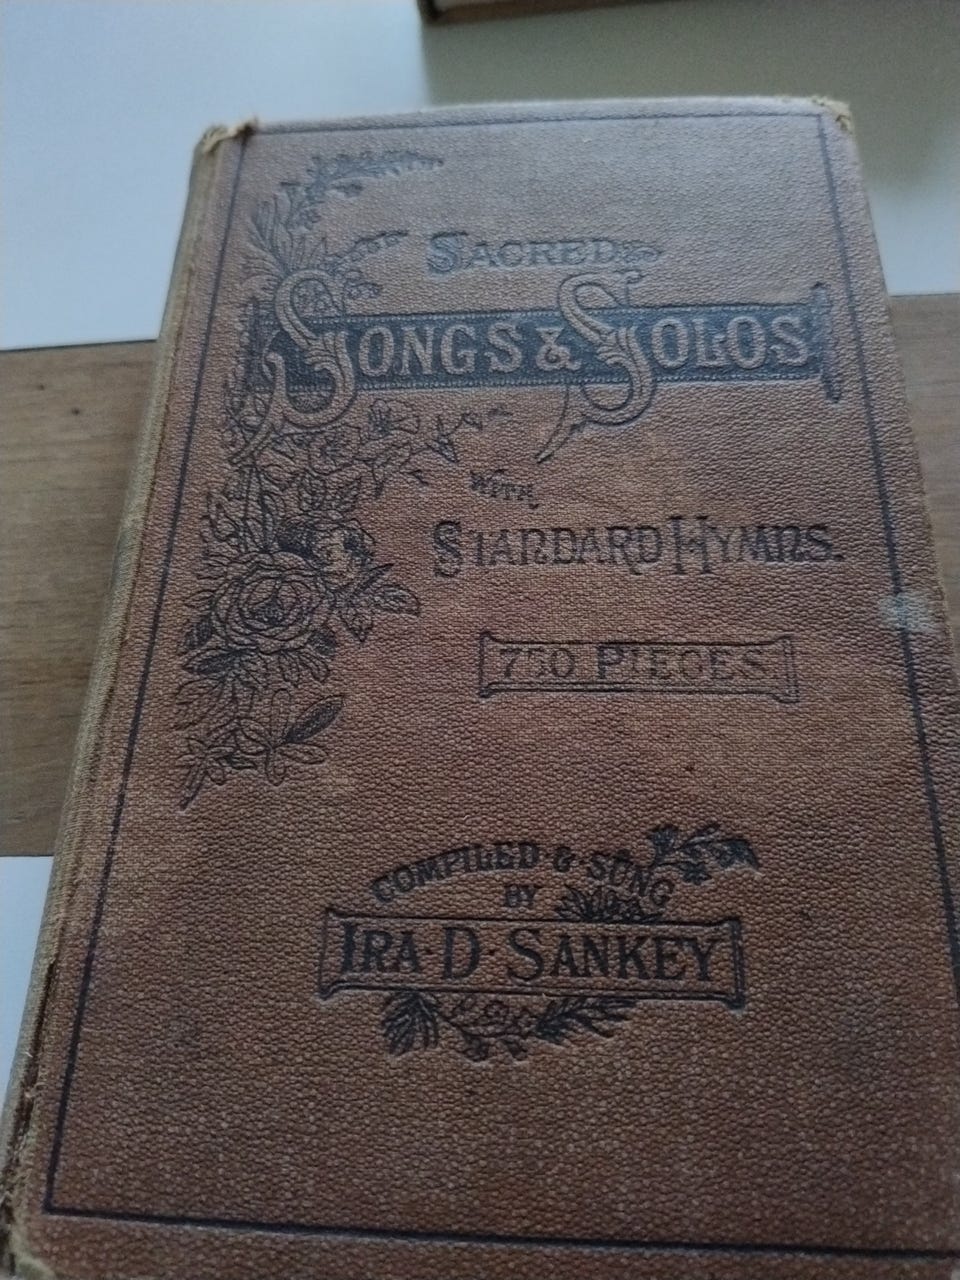 SACRED
SONGS & SOLOS
WITH
STANDARD HYMNS.
750 PIECES
COMPILED & SUNG
BY
IRA · D · SANKEY